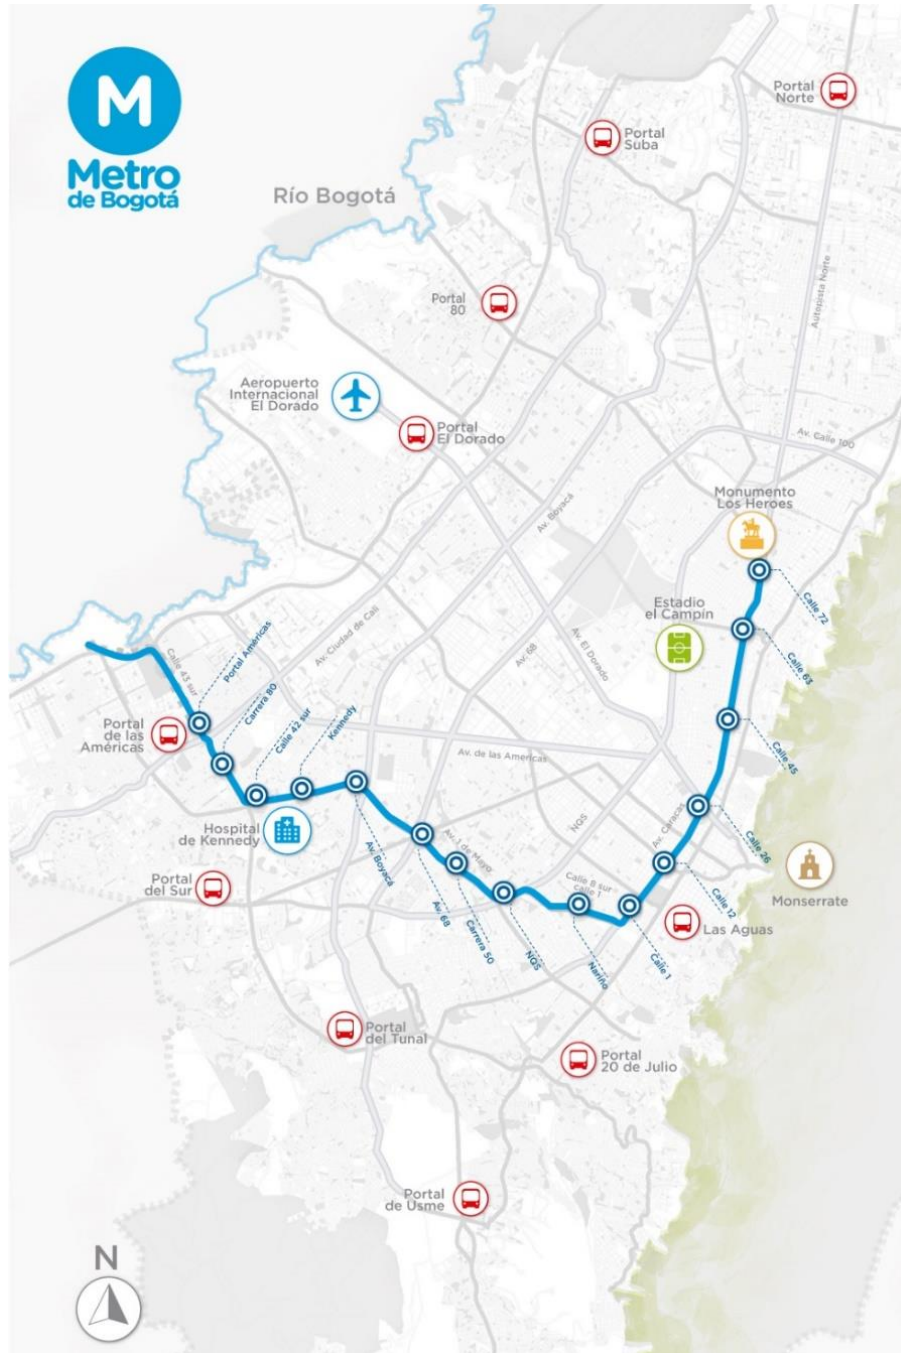 M
Metro
de Bogotá
Río Bogotá
Portal
Norte
Portal
Suba
Portal
80
Autopista Norte
Aeropuerto
Internacional
El Dorado
Portal
El Dorado
Av. Calle 100
Monumento
Los Heroes
Av. Boyacá
Calle 72
Estadio
el Campín
Calle 63
Av. Ciudad de Cali
Av. 68
Av. El Dorado
Calle 43 sur
Portal Américas
Carrera 80
Calle 42 sur
Kennedy
Portal
de las
Américas
Av. de las Americas
Calle 45
NQS
Av. Caracas
Hospital
de Kennedy
Av. 1 de Mayo
Calle 26
Av. Boyacá
Calle 8 sur
calle 1
Monserrate
Portal
del Sur
Av. 68
Carrera 50
NQS
Nariño
Calle 1
Calle 12
Las Aguas
Portal
del Tunal
Portal
20 de Julio
Portal
de Usme
N